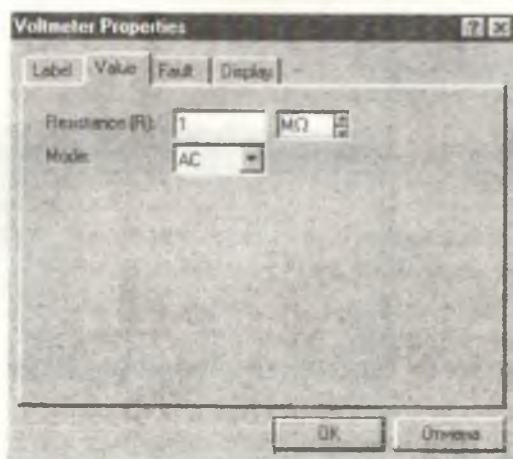 Voltmeter Properties
Label Value Fault Display
Resistance (R): 1 MΩ
Mode: AC
OK Отмена